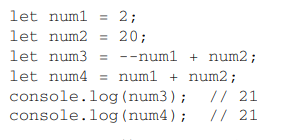 let num1 = 2;
let num2 = 20;
let num3 = --num1 + num2;
let num4 = num1 + num2;
console.log(num3);  // 21
console.log(num4);  // 21